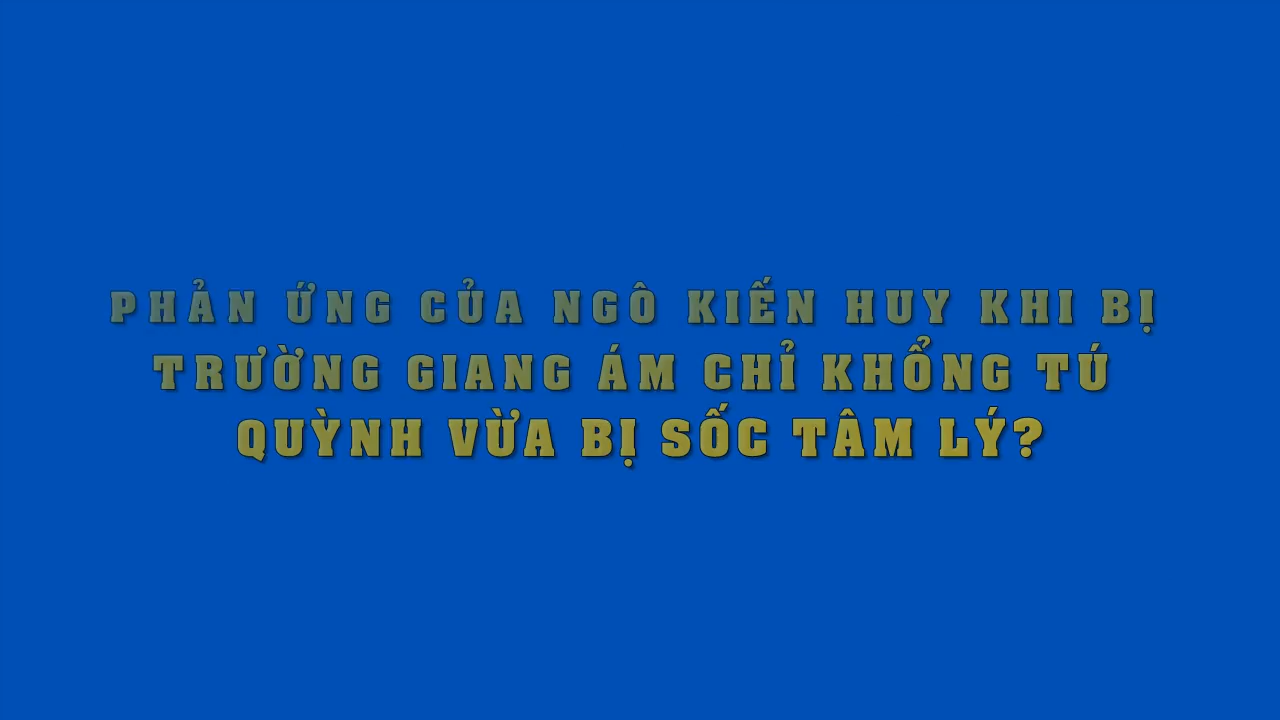 PHẢN ỨNG CỦA NGÔ KIẾN HUY KHI BỊ
TRƯỜNG GIANG ÁM CHỈ KHỔNG TÚ
QUỲNH VỪA BỊ SỐC TÂM LÝ?